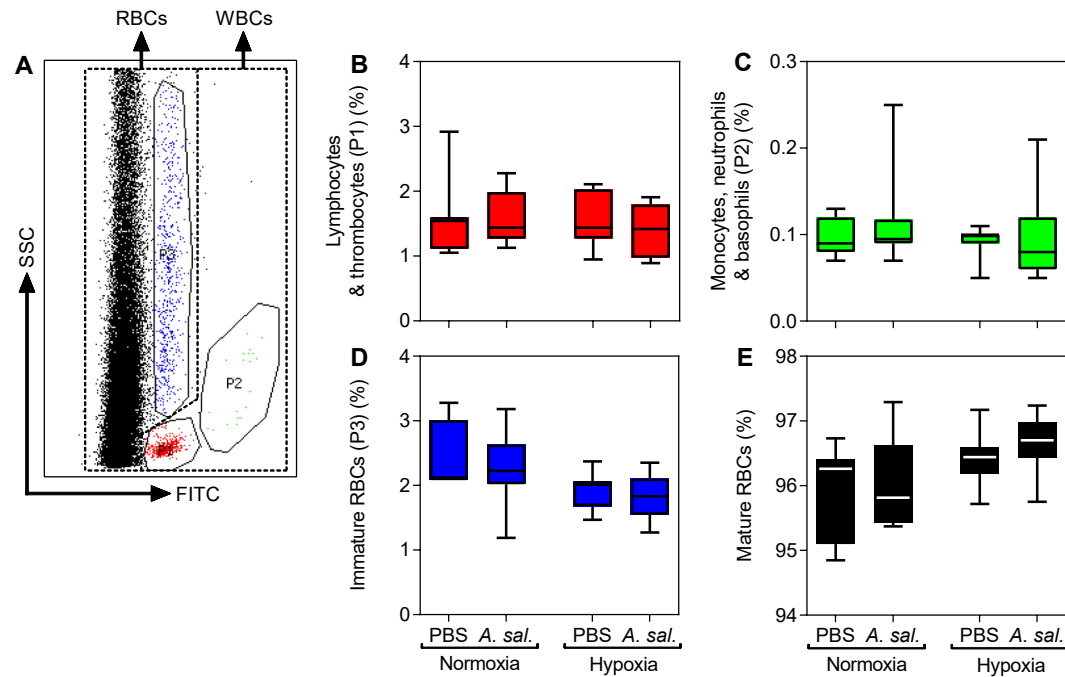 RBCs WBCs
A
SSC
FITC
P3
P2
P1
B
Lymphocytes
& thrombocytes (P1) (%)
4
3
2
1
0
C
Monocytes, neutrophils
& basophils (P2) (%)
0.3
0.2
0.1
0.0
D
Immature RBCs (P3) (%)
4
3
2
1
0
PBS A. sal. PBS A. sal.
Normoxia Hypoxia
E
Mature RBCs (%)
98
97
96
95
94
PBS A. sal. PBS A. sal.
Normoxia Hypoxia